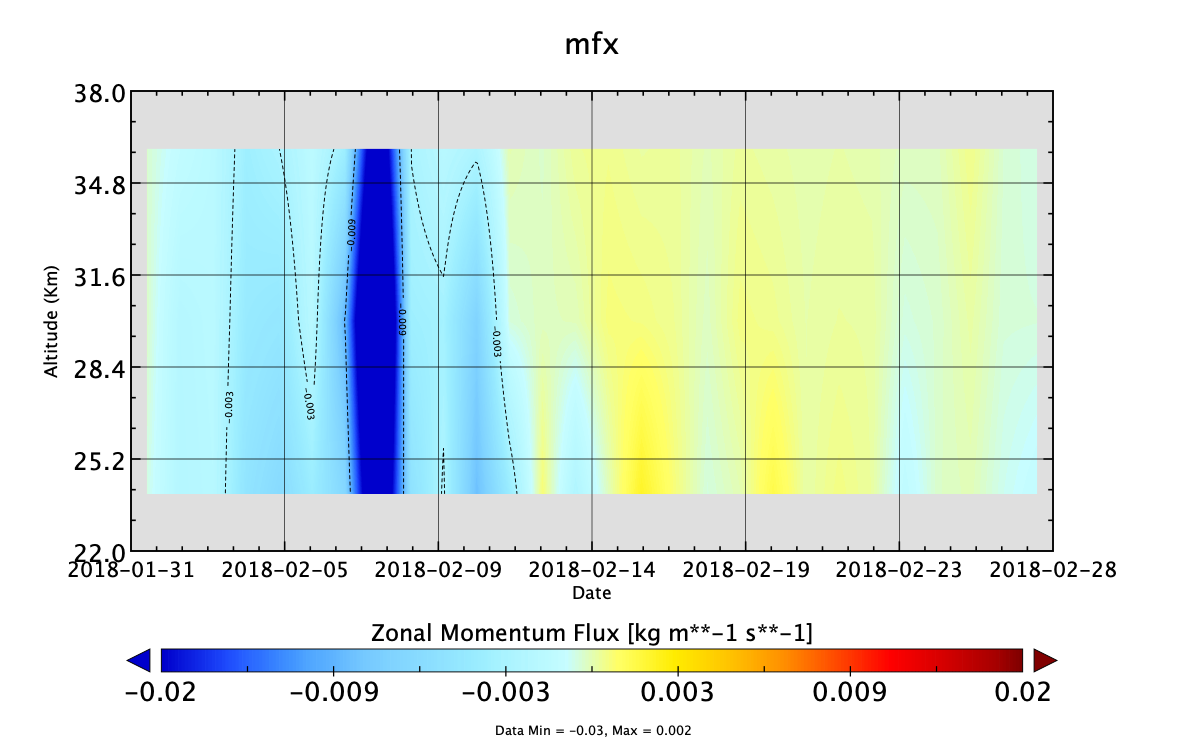 mfx
38.0
34.8
31.6
28.4
25.2
22.0
Altitude (Km)
-0.009
-0.009
-0.003
-0.003
-0.003
2018-01-31 2018-02-05 2018-02-09 2018-02-14 2018-02-19 2018-02-23 2018-02-28
Date
Zonal Momentum Flux [kg m**-1 s**-1]
-0.02 -0.009 -0.003 0.003 0.009 0.02
Data Min = -0.03, Max = 0.002